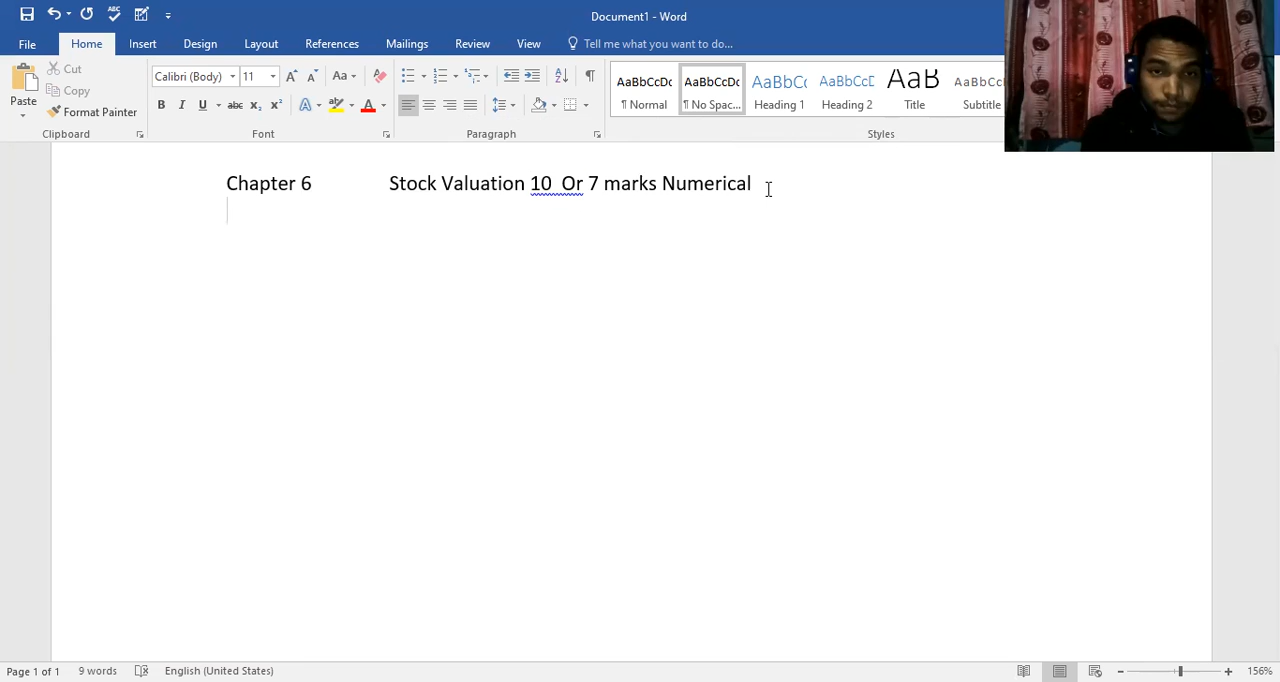 Document1 - Word
File Home Insert Design Layout References Mailings Review View Tell me what you want to do...
Paste
Cut
Copy
Format Painter
Clipboard
Calibri (Body) 11
Font
Paragraph
AaBbCcDc AaBbCcDc AaBbCc AaBbCcD AaB AaBbCcD
¶ Normal ¶ No Spac... Heading 1 Heading 2 Title Subtitle
Styles
Chapter 6 Stock Valuation 10 Or 7 marks Numerical
Page 1 of 1 9 words English (United States) 156%